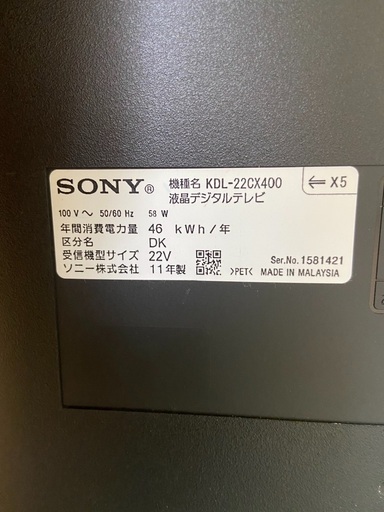 SONY® 機種名 KDL-22CX400
液晶デジタルテレビ
⇐ X5
100 V ～ 50/60 Hz 58 W
年間消費電力量 46 kWh/年
区分名 DK
受信機型サイズ 22V
ソニー株式会社 11年製
Ser.No. 1581421
>PET< MADE IN MALAYSIA